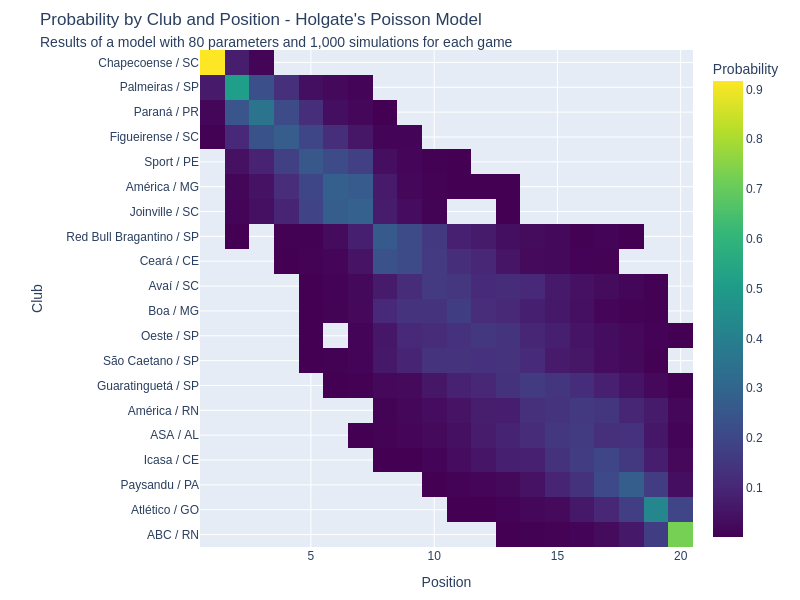 Probability by Club and Position - Holgate's Poisson Model
Results of a model with 80 parameters and 1,000 simulations for each game
Probability
Club
Chapecoense / SC
Palmeiras / SP
Paraná / PR
Figueirense / SC
Sport / PE
América / MG
Joinville / SC
Red Bull Bragantino / SP
Ceará / CE
Avaí / SC
Boa / MG
Oeste / SP
São Caetano / SP
Guaratinguetá / SP
América / RN
ASA / AL
Icasa / CE
Paysandu / PA
Atlético / GO
ABC / RN
0.9
0.8
0.7
0.6
0.5
0.4
0.3
0.2
0.1
5
10
15
20
Position